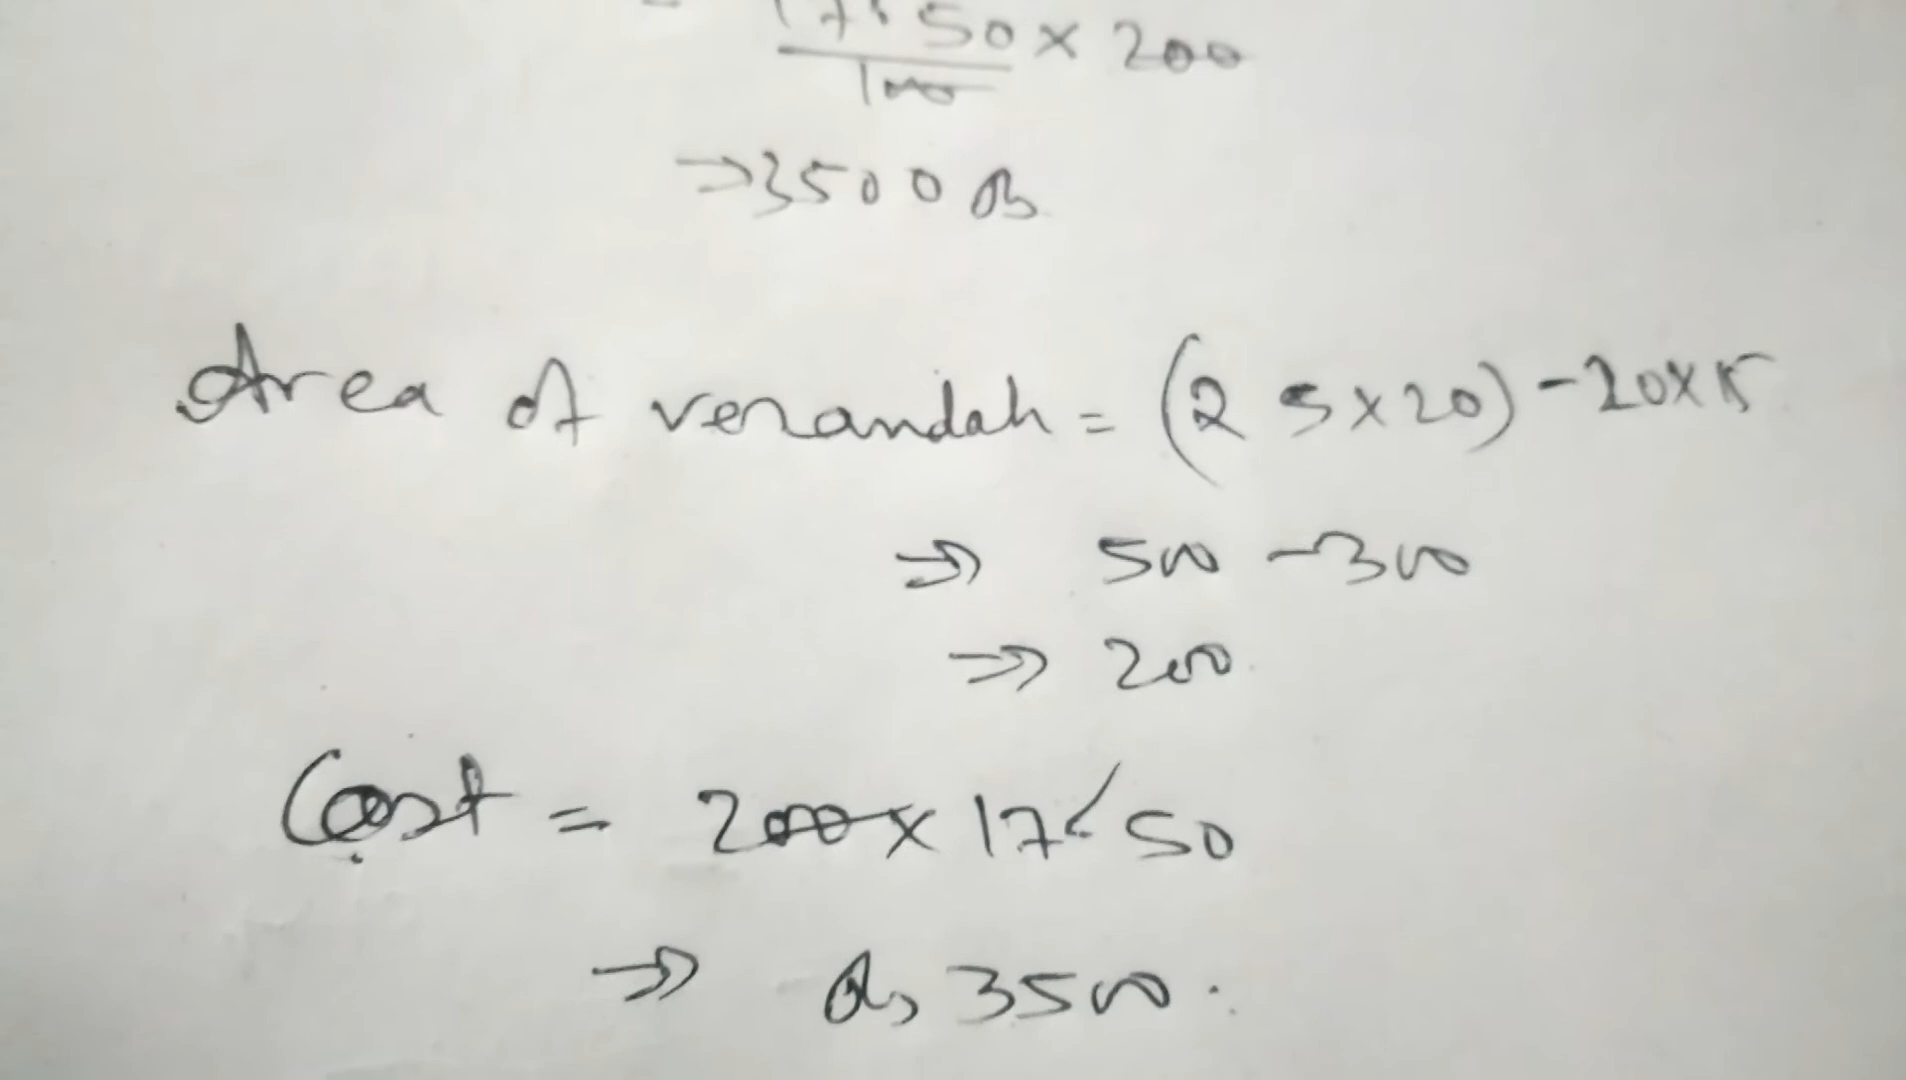 = 17.50 × 200
100
⇒ 3500 Rs
Area of verandah = (25×20) - 20×15
⇒ 500 - 300
⇒ 200
Cost = 200 × 17.50
⇒ Rs 3500.